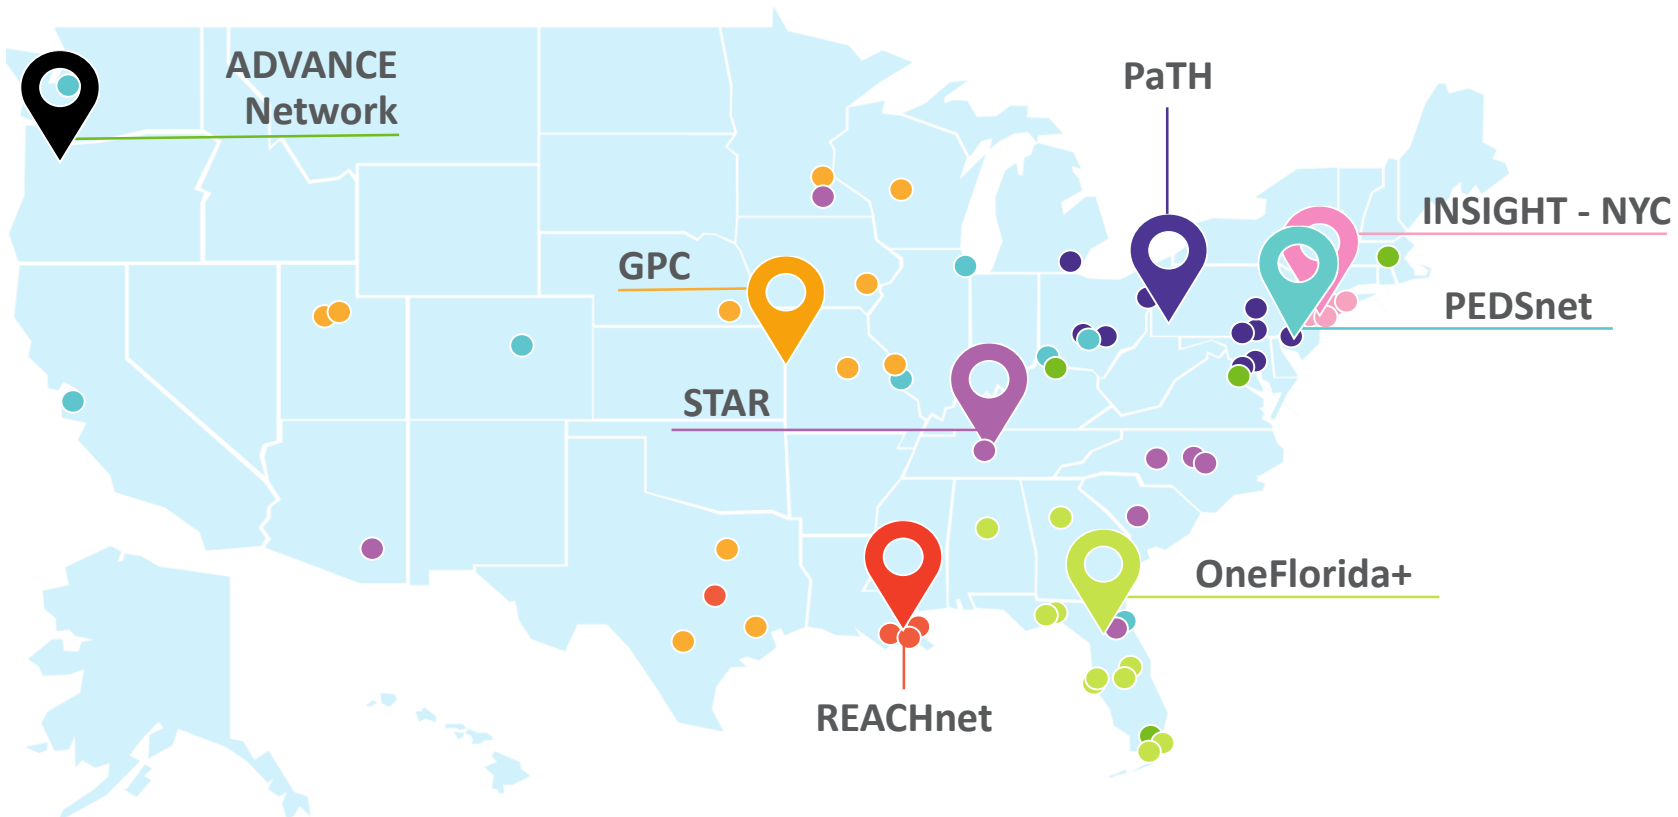 ADVANCE
Network
PaTH
INSIGHT - NYC
GPC
PEDSnet
STAR
OneFlorida+
REACHnet